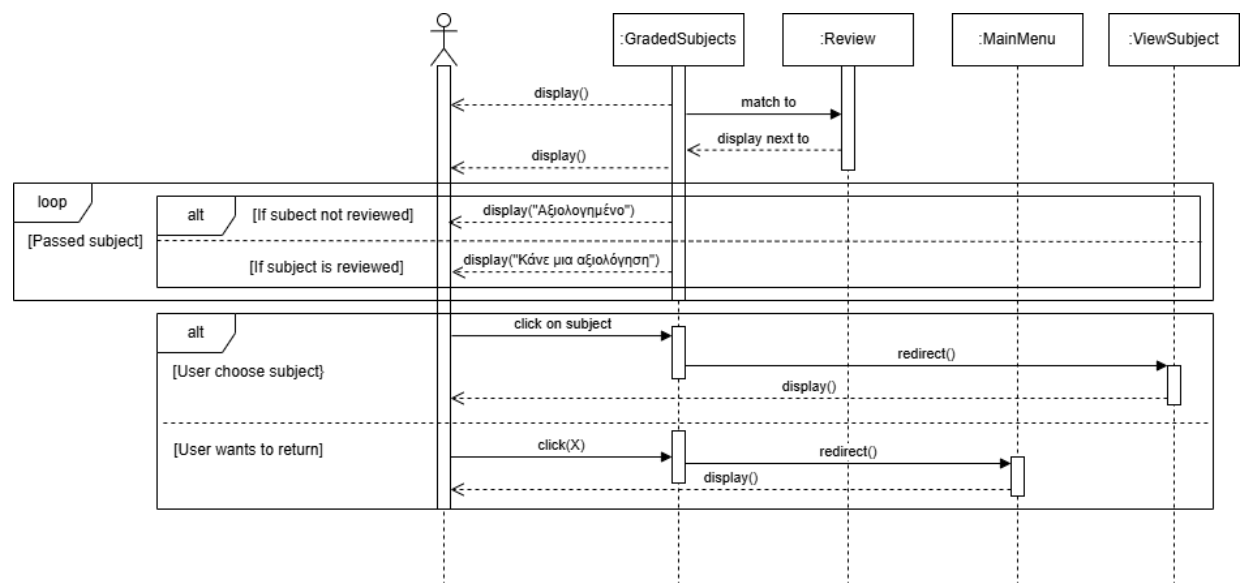 :GradedSubjects
:Review
:MainMenu
:ViewSubject
display()
match to
display next to
display()
loop
[Passed subject]
alt
[If subect not reviewed]
display("Αξιολογημένο")
[If subject is reviewed]
display("Κάνε μια αξιολόγηση")
alt
click on subject
[User choose subject}
redirect()
display()
[User wants to return]
click(X)
redirect()
display()